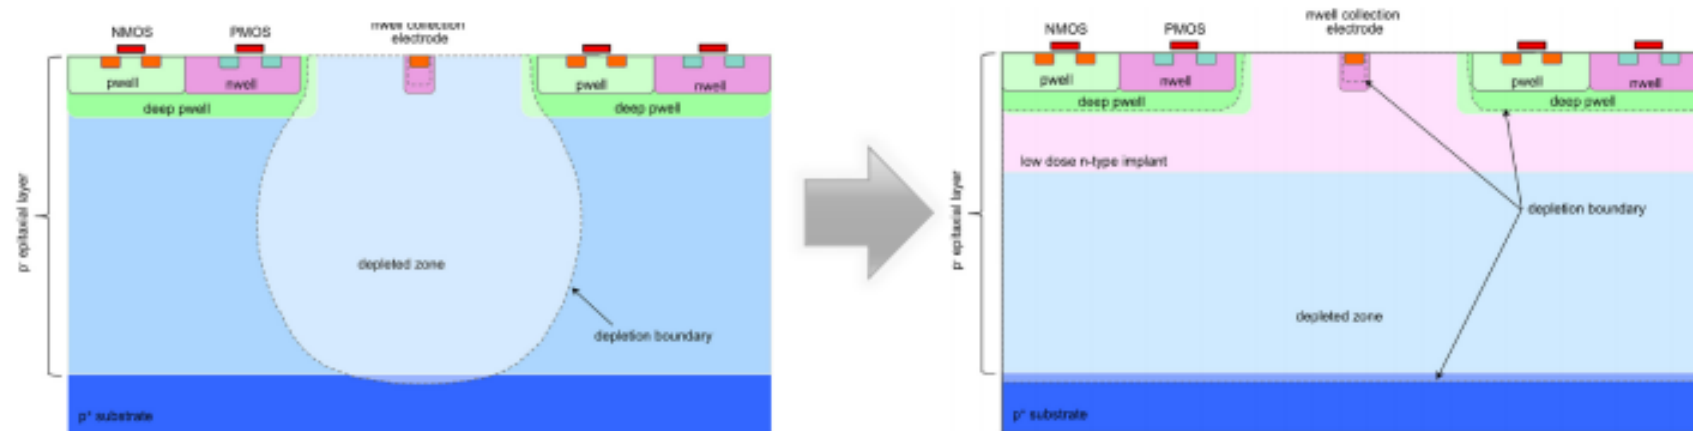 NMOS
PMOS
nwell collection
electrode
pwell
nwell
pwell
nwell
deep pwell
deep pwell
p- epitaxial layer
depleted zone
depletion boundary
p+ substrate
NMOS
PMOS
nwell collection
electrode
pwell
nwell
pwell
nwell
deep pwell
deep pwell
low dose n-type implant
p- epitaxial layer
depletion boundary
depleted zone
p+ substrate